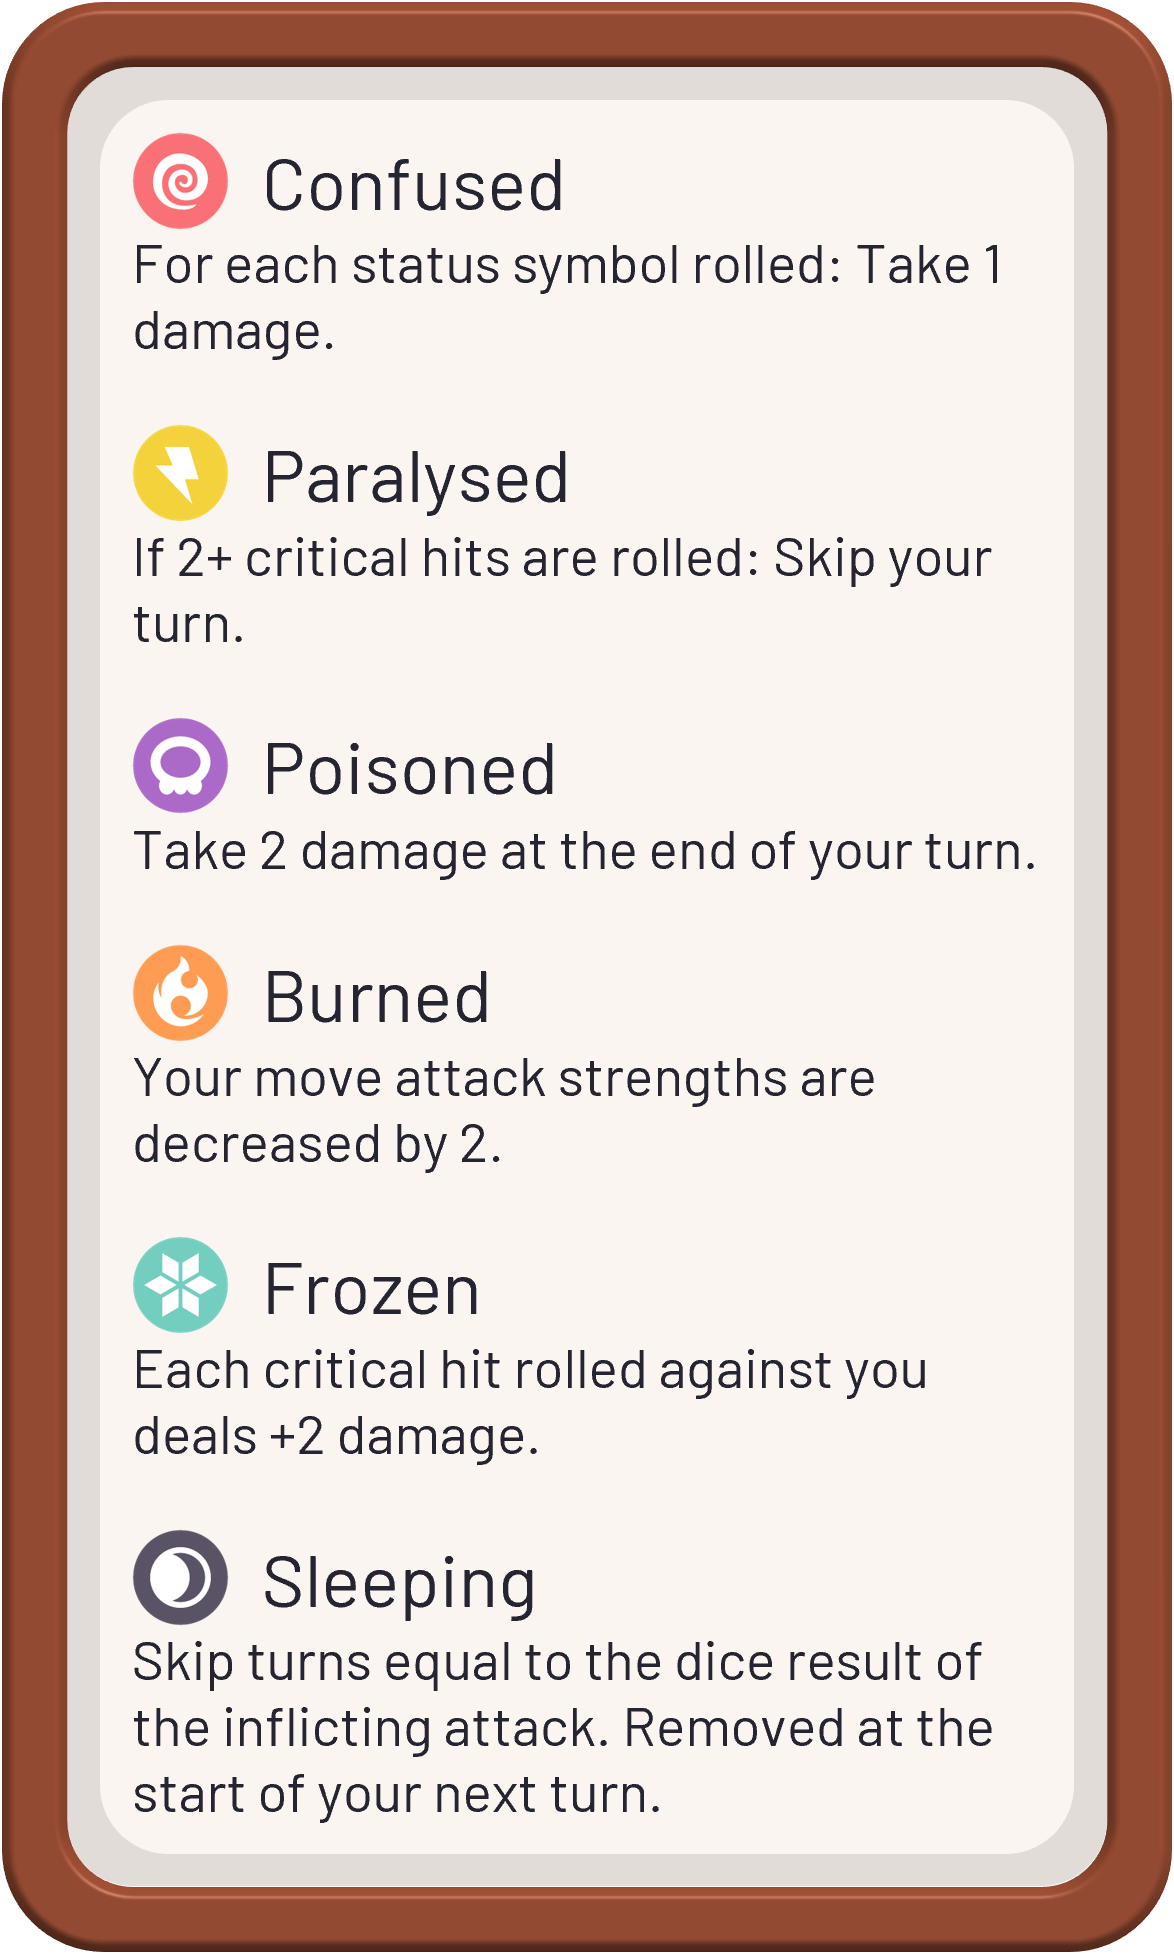 Confused
For each status symbol rolled: Take 1
damage.
Paralysed
If 2+ critical hits are rolled: Skip your
turn.
Poisoned
Take 2 damage at the end of your turn.
Burned
Your move attack strengths are
decreased by 2.
Frozen
Each critical hit rolled against you
deals +2 damage.
Sleeping
Skip turns equal to the dice result of
the inflicting attack. Removed at the
start of your next turn.